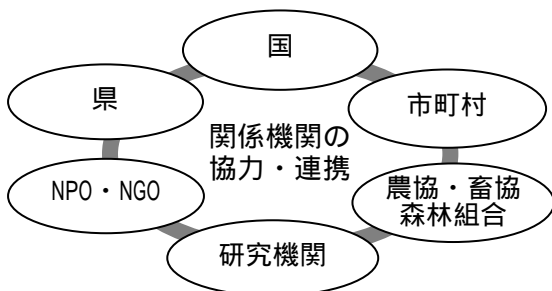 国
県
市町村
関係機関の
協力・連携
NPO・NGO
農協・畜協
森林組合
研究機関